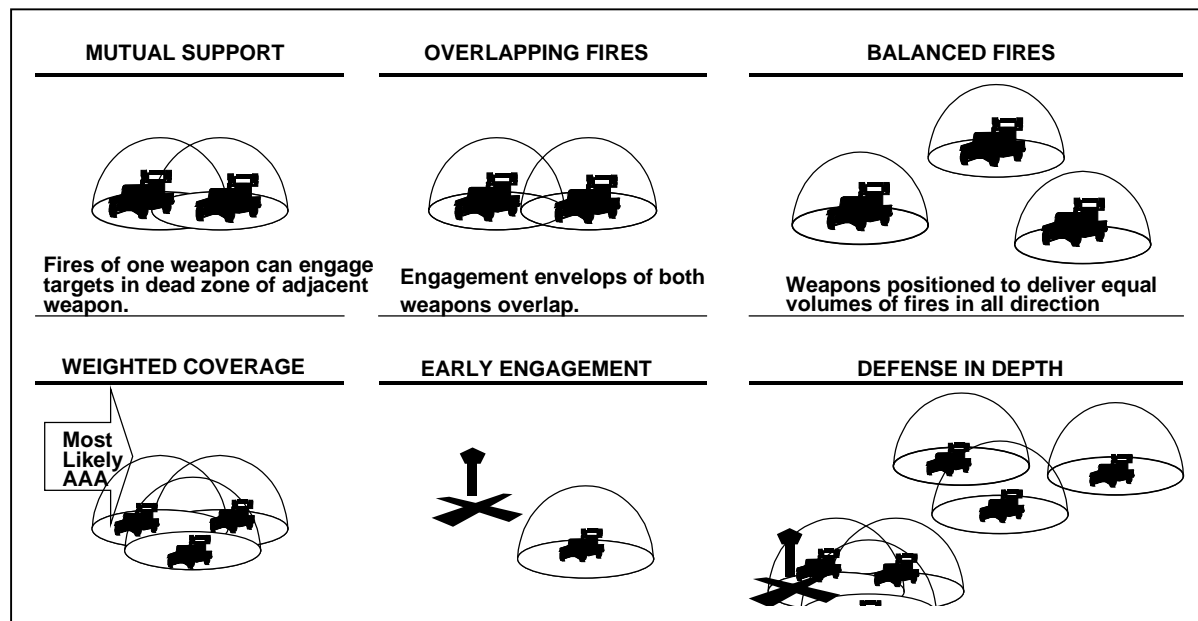 MUTUAL SUPPORT
Fires of one weapon can engage
targets in dead zone of adjacent
weapon.
OVERLAPPING FIRES
Engagement envelops of both
weapons overlap.
BALANCED FIRES
Weapons positioned to deliver equal
volumes of fires in all direction
WEIGHTED COVERAGE
Most
Likely
AAA
EARLY ENGAGEMENT
DEFENSE IN DEPTH